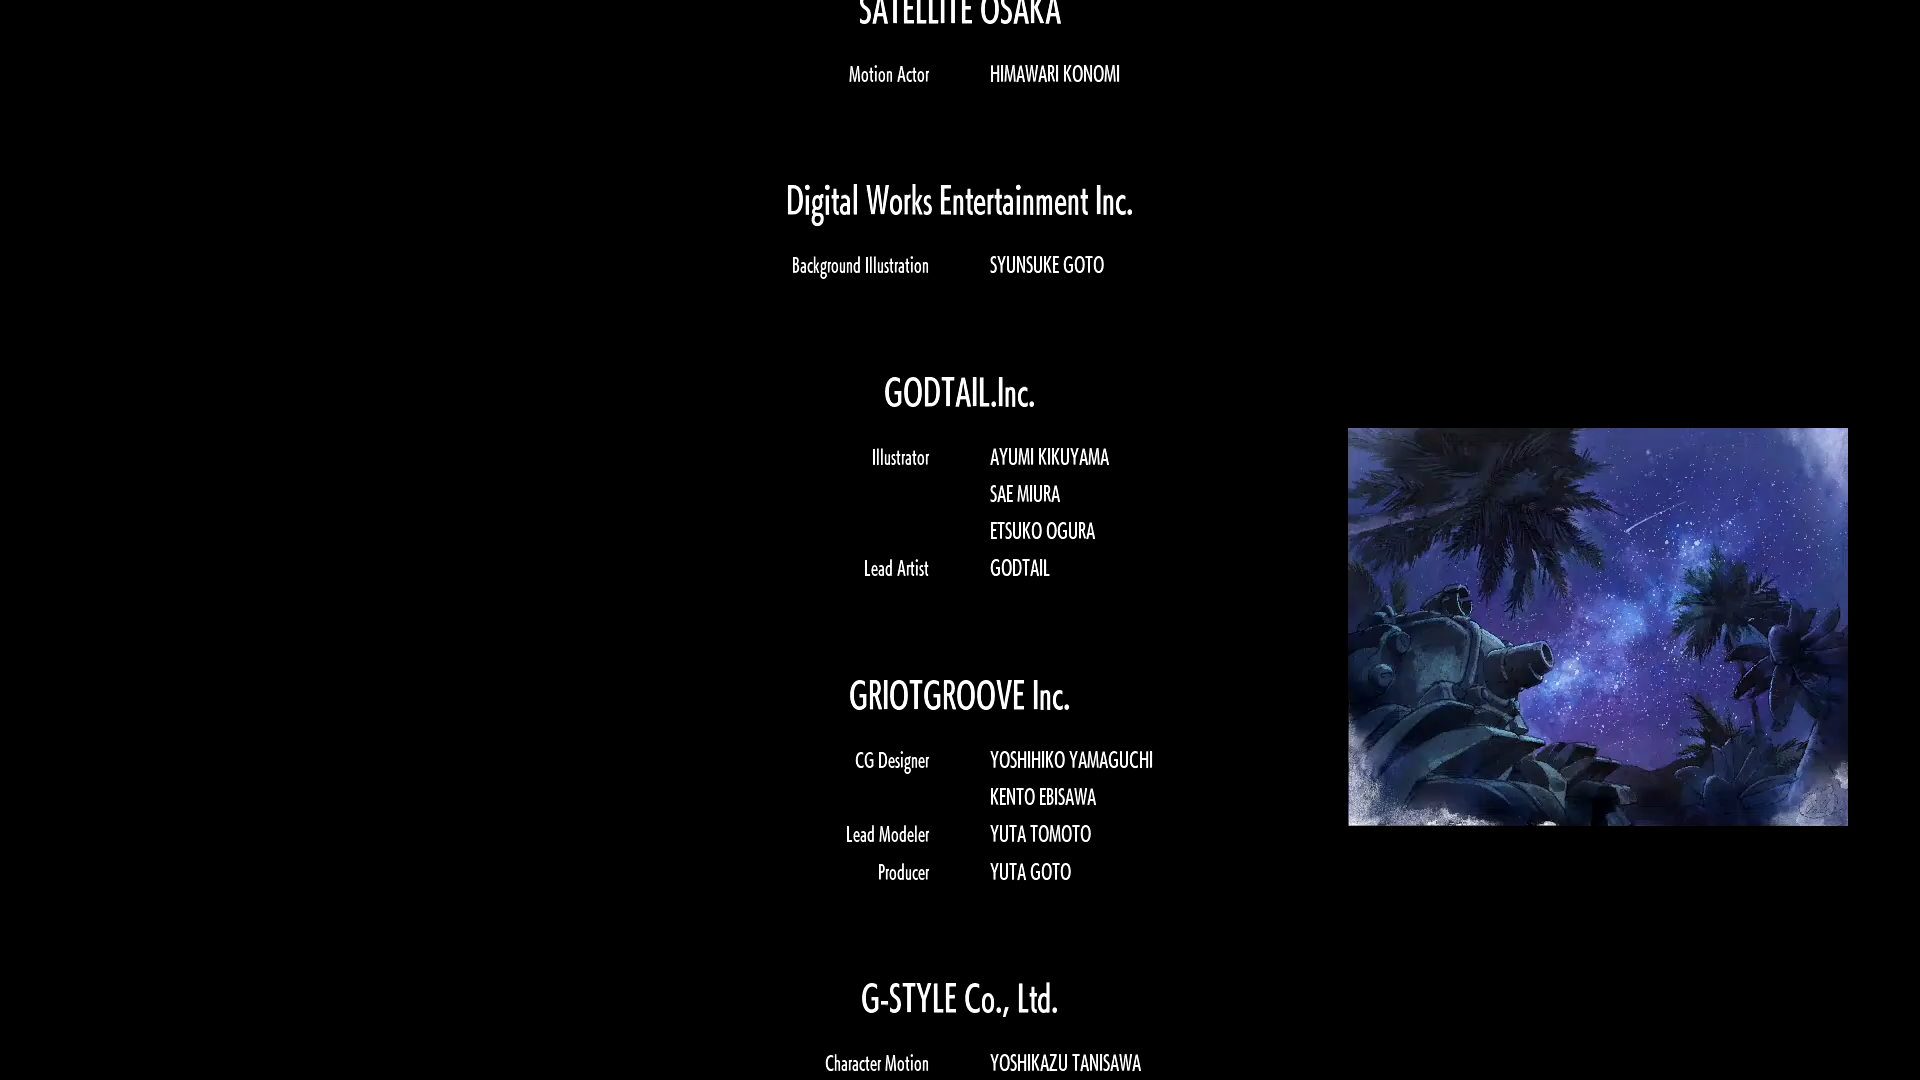 SATELLITE OSAKA
Motion Actor HIMAWARI KONOMI
Digital Works Entertainment Inc.
Background Illustration SYUNSUKE GOTO
GODTAIL.Inc.
Illustrator AYUMI KIKUYAMA
SAE MIURA
ETSUKO OGURA
Lead Artist GODTAIL
GRIOTGROOVE Inc.
CG Designer YOSHIHIKO YAMAGUCHI
KENTO EBISAWA
Lead Modeler YUTA TOMOTO
Producer YUTA GOTO
G-STYLE Co., Ltd.
Character Motion YOSHIKAZU TANISAWA